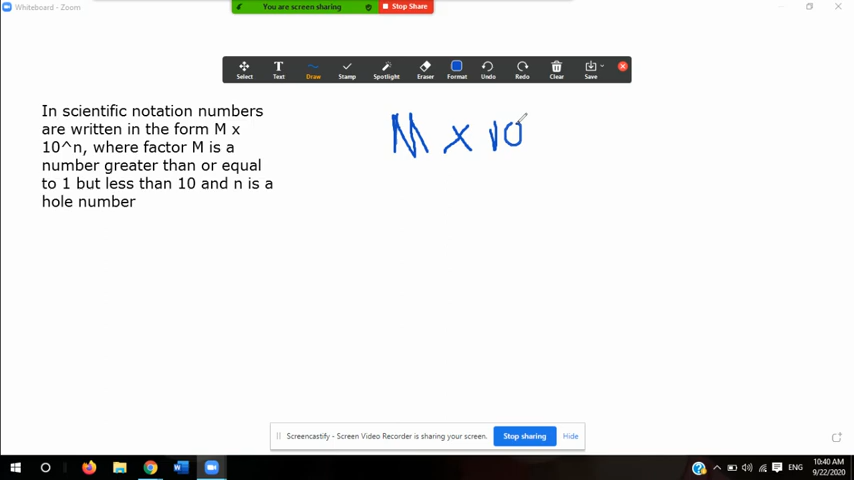 Whiteboard - Zoom
You are screen sharing
Stop Share
Select
Text
Draw
Stamp
Spotlight
Eraser
Format
Undo
Redo
Clear
Save
In scientific notation numbers
are written in the form M x
10^n, where factor M is a
number greater than or equal
to 1 but less than 10 and n is a
hole number
M x 10
Screencastify - Screen Video Recorder is sharing your screen.
Stop sharing
Hide
ENG
10:40 AM
9/22/2020